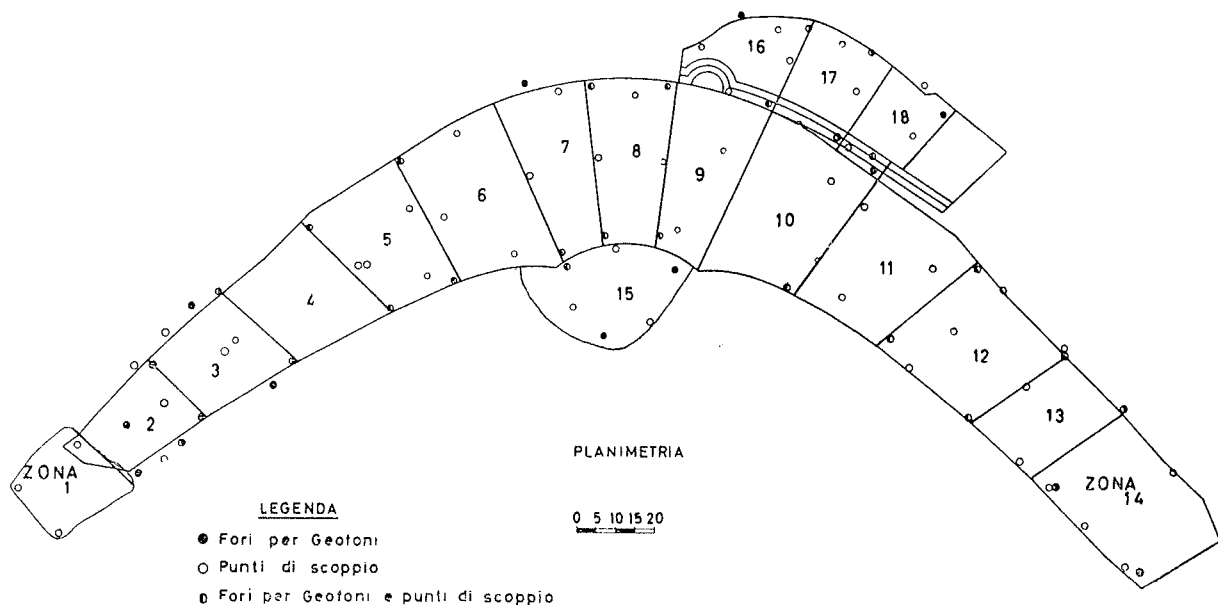 16
17
18
7
8
9
6
10
5
11
4
15
12
3
13
2
PLANIMETRIA
ZONA
1
ZONA
14
LEGENDA
0 5 10 15 20
Fori per Geofoni
Punti di scoppio
Fori per Geofoni e punti di scoppio